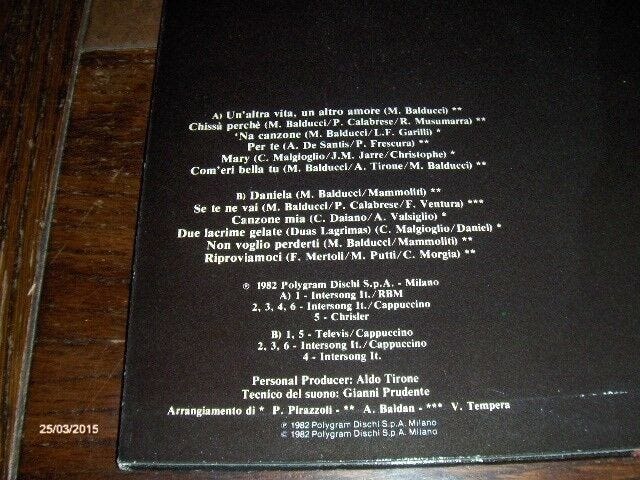 A) Un'altra vita, un altro amore (M. Balducci) **
Chissà perchè (M. Balducci/P. Calabrese/R. Musumarra) **
'Na canzone (M. Balducci/L.F. Garilli) *
Per te (A. De Santis/P. Frescura) **
Mary (C. Malgioglio/J.M. Jarre/Christophe) *
Com'eri bella tu (M. Balducci/A. Tirone/M. Balducci) **
B) Daniela (M. Balducci/Mammoliti) **
Se te ne vai (M. Balducci/P. Calabrese/F. Ventura) ***
Canzone mia (C. Daiano/A. Valsiglio) *
Due lacrime gelate (Duas Lagrimas) (C. Malgioglio/Daniel) *
Non voglio perderti (M. Balducci/Mammoliti) **
Riproviamoci (F. Mertoli/M. Putti/C. Morgia) **
℗ 1982 Polygram Dischi S.p.A. - Milano
A) 1 - Intersong It./RBM
2, 3, 4, 6 - Intersong It./Cappuccino
5 - Chrisler
B) 1, 5 - Televis/Cappuccino
2, 3, 6 - Intersong It./Cappuccino
4 - Intersong It.
Personal Producer: Aldo Tirone
Tecnico del suono: Gianni Prudente
Arrangiamento di * P. Pirazzoli - ** A. Baldan - *** V. Tempera
℗ 1982 Polygram Dischi S.p.A. Milano
© 1982 Polygram Dischi S.p.A. Milano
25/03/2015